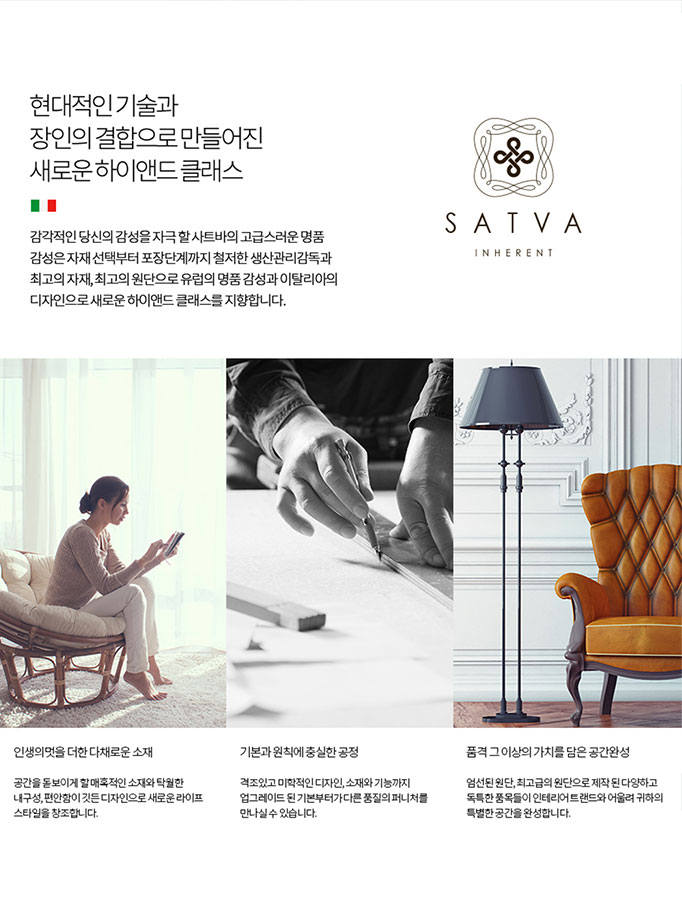 현대적인 기술과
장인의 결합으로 만들어진
새로운 하이앤드 클래스
감각적인 당신의 감성을 자극 할 사트바의 고급스러운 명품
감성은 자재 선택부터 포장단계까지 철저한 생산관리감독과
최고의 자재, 최고의 원단으로 유럽의 명품 감성과 이탈리아의
디자인으로 새로운 하이앤드 클래스를 지향합니다.
SATVA
INHERENT
인생의멋을 더한 다채로운 소재
공간을 돋보이게 할 매혹적인 소재와 탁월한
내구성, 편안함이 깃든 디자인으로 새로운 라이프
스타일을 창조합니다.
기본과 원칙에 충실한 공정
격조있고 미학적인 디자인, 소재와 기능까지
업그레이드 된 기본부터가 다른 품질의 퍼니처를
만나실 수 있습니다.
품격 그 이상의 가치를 담은 공간완성
엄선된 원단, 최고급의 원단으로 제작 된 다양하고
독특한 품목들이 인테리어 트랜드와 어울려 귀하의
특별한 공간을 완성합니다.